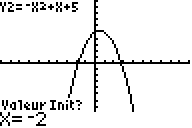 Y2=-X2+X+5
Valeur Init?
X=-2